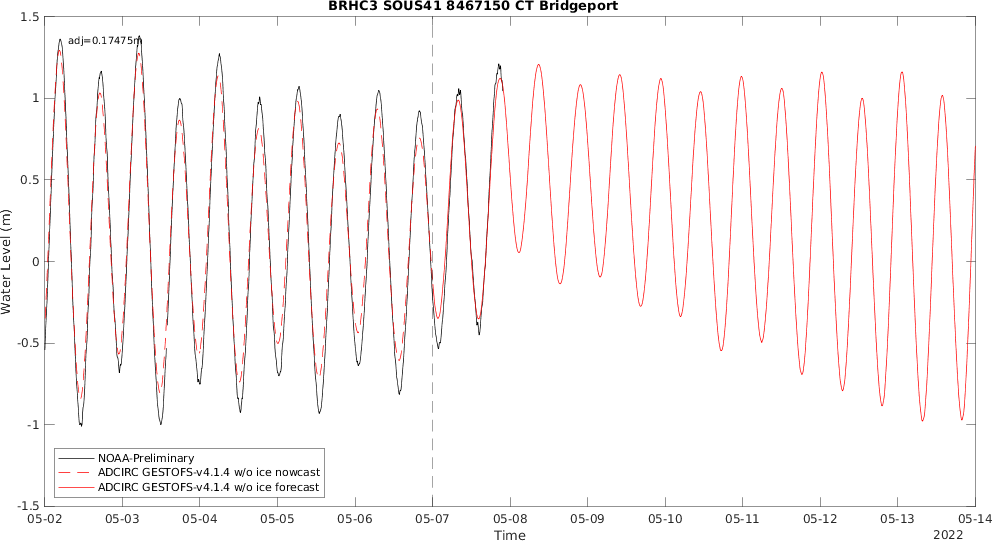 BRHC3 SOUS41 8467150 CT Bridgeport
adj=0.17475m
1.5
1
0.5
0
-0.5
-1
-1.5
Water Level (m)
NOAA-Preliminary
ADCIRC GESTOFS-v4.1.4 w/o ice nowcast
ADCIRC GESTOFS-v4.1.4 w/o ice forecast
05-02 05-03 05-04 05-05 05-06 05-07 05-08 05-09 05-10 05-11 05-12 05-13 05-14
Time
2022